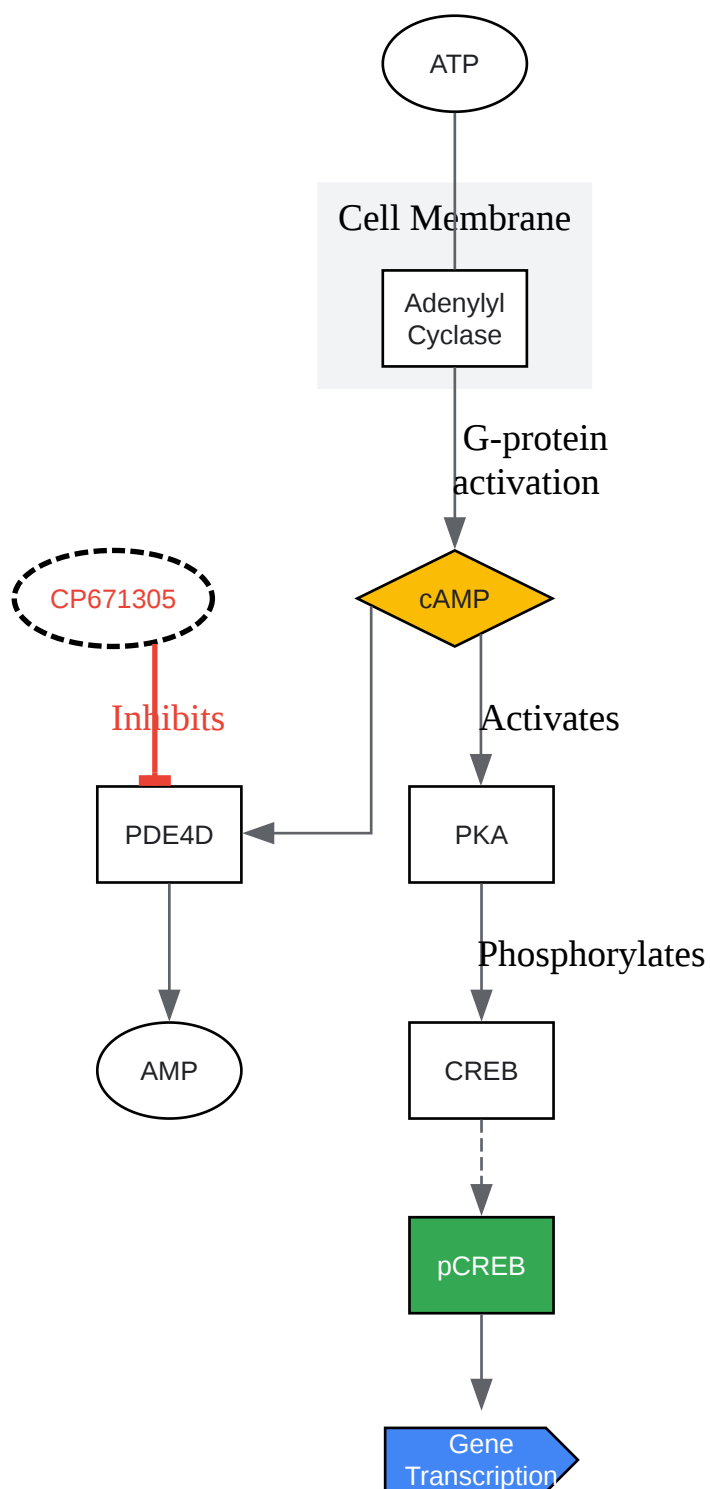 ATP
Cell Membrane
Adenylyl
Cyclase
G-protein
activation
CP671305
cAMP
Inhibits
Activates
PDE4D
PKA
Phosphorylates
AMP
CREB
pCREB
Gene
Transcription